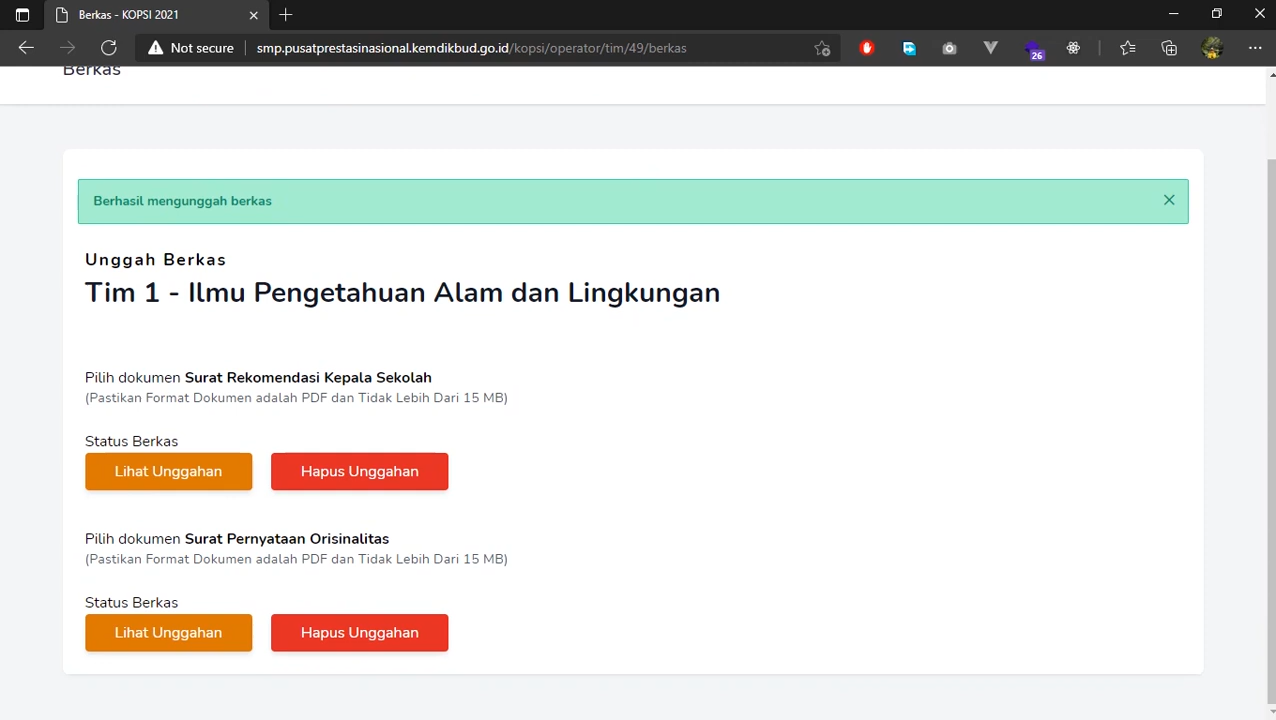 Berkas - KOPSI 2021
Not secure
smp.pusatprestasinasional.kemdikbud.go.id/kopsi/operator/tim/49/berkas
26
Berkas
Berhasil mengunggah berkas
Unggah Berkas
Tim 1 - Ilmu Pengetahuan Alam dan Lingkungan
Pilih dokumen Surat Rekomendasi Kepala Sekolah
(Pastikan Format Dokumen adalah PDF dan Tidak Lebih Dari 15 MB)
Status Berkas
Lihat Unggahan Hapus Unggahan
Pilih dokumen Surat Pernyataan Orisinalitas
(Pastikan Format Dokumen adalah PDF dan Tidak Lebih Dari 15 MB)
Status Berkas
Lihat Unggahan Hapus Unggahan